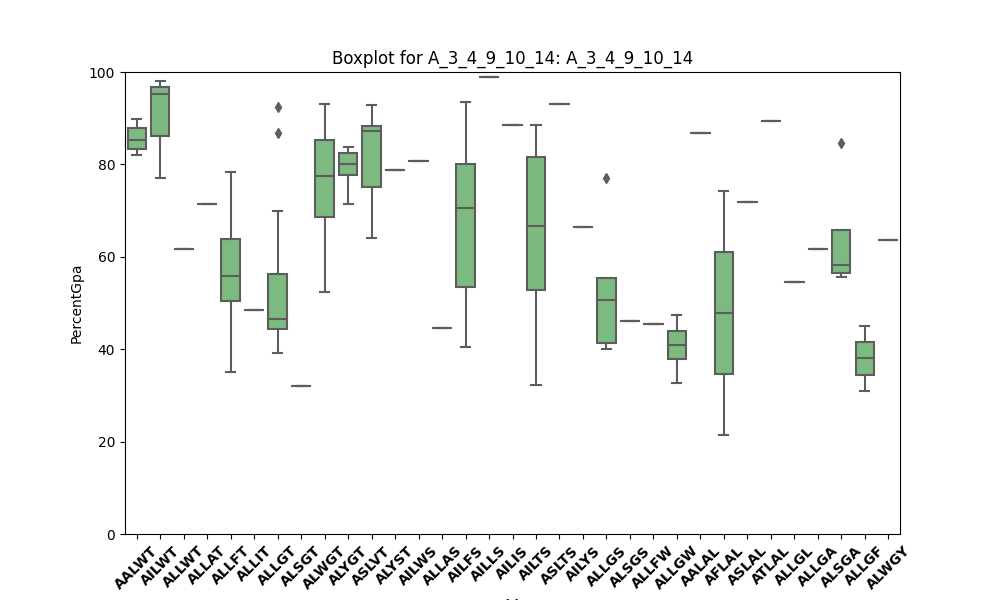 Boxplot for A_3_4_9_10_14: A_3_4_9_10_14
100
80
60
40
20
0
PercentGpa
AALWT
AILWT
ALLWT
ALLAT
ALLFT
ALLIT
ALLGT
ALSGT
ALWGT
ALYGT
ASLVT
ALYST
AILWS
ALLAS
AILFS
AILLS
AILIS
AILTS
ASLTS
AILYS
ALLGS
ALSGS
ALLFW
ALLGW
AALAL
AFLAL
ASLAL
ATLAL
ALLGL
ALLGA
ALSGA
ALLGF
ALWGY